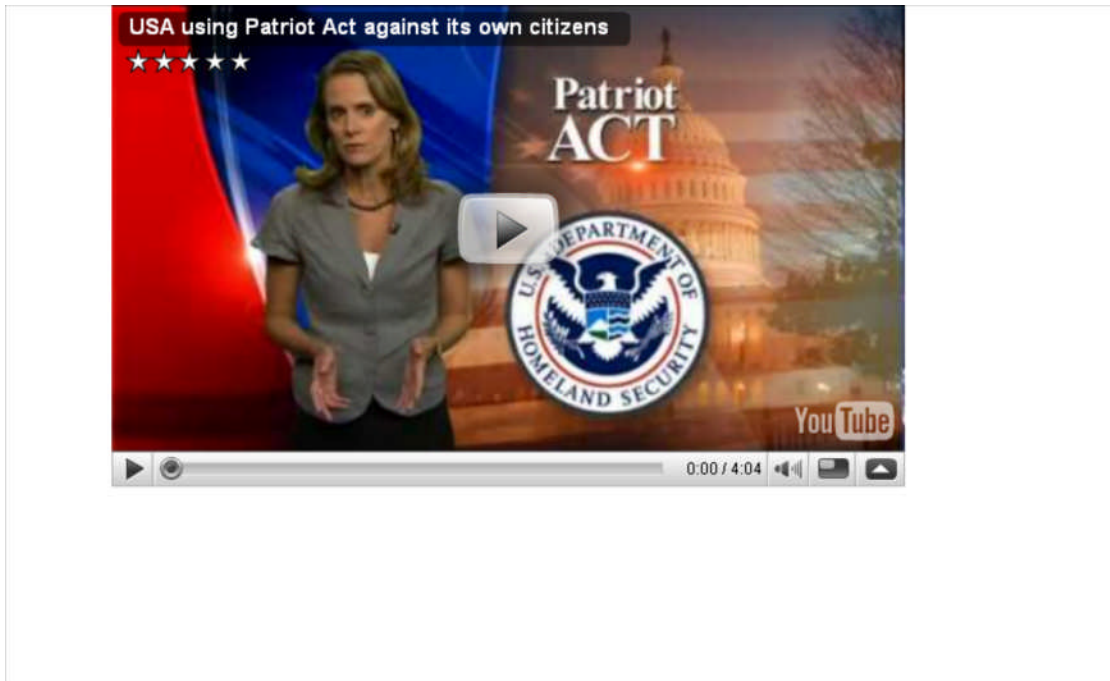 USA using Patriot Act against its own citizens
Patriot
ACT
U.S. DEPARTMENT OF
HOMELAND SECURITY
YouTube
0:00 / 4:04